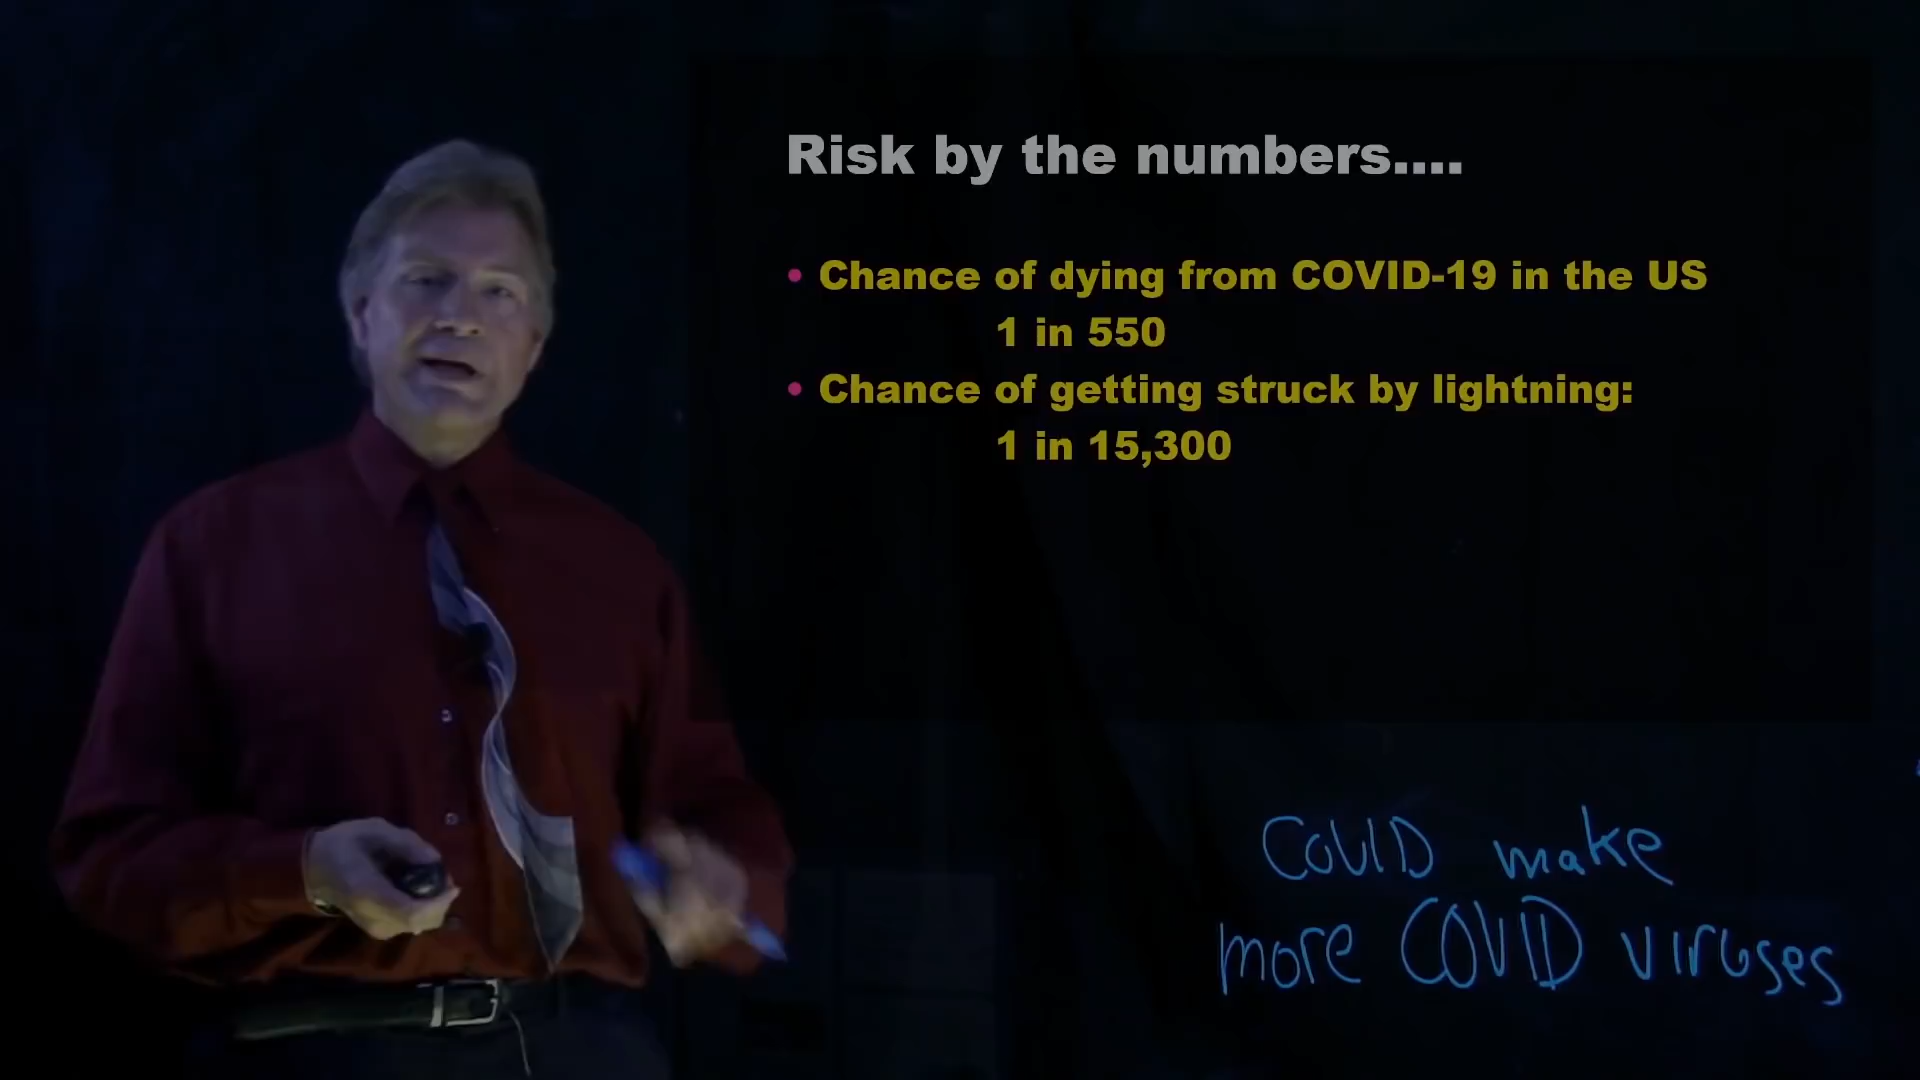 Risk by the numbers....
• Chance of dying from COVID-19 in the US
1 in 550
• Chance of getting struck by lightning:
1 in 15,300
COVID make
more COVID viruses